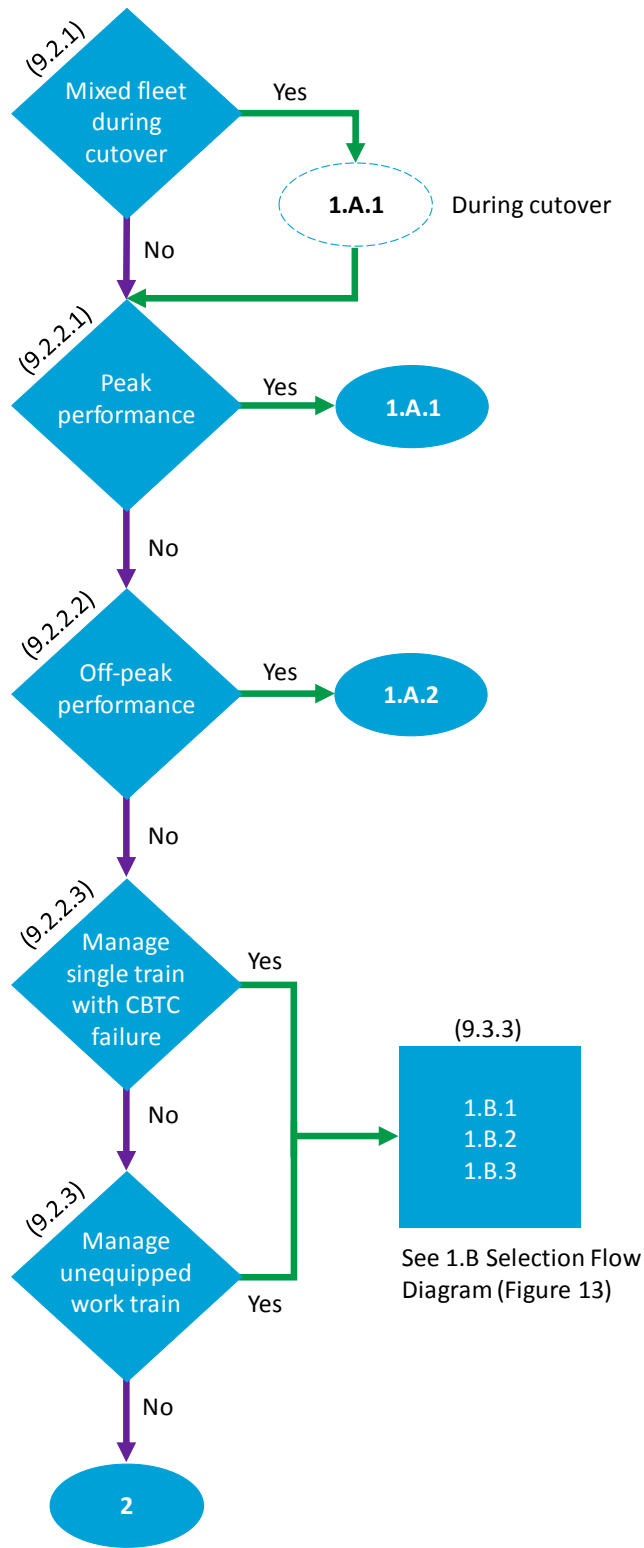 (9.2.1)
Mixed fleet
during
cutover
Yes
1.A.1
During cutover
No
(9.2.2.1)
Peak
performance
Yes
1.A.1
No
(9.2.2.2)
Off-peak
performance
Yes
1.A.2
No
(9.2.2.3)
Manage
single train
with CBTC
failure
Yes
(9.3.3)
1.B.1
1.B.2
1.B.3
See 1.B Selection Flow
Diagram (Figure 13)
No
(9.2.3)
Manage
unequipped
work train
Yes
No
2